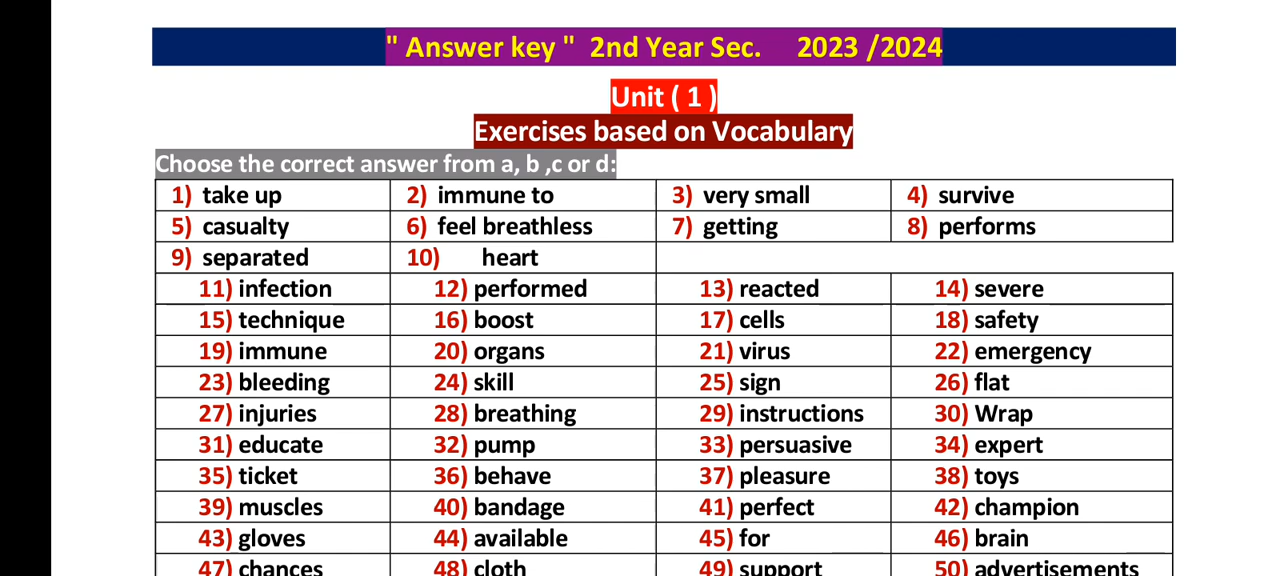 " Answer key "  2nd Year Sec.    2023 /2024
Unit ( 1 )
Exercises based on Vocabulary
Choose the correct answer from a, b ,c or d:
1) take up 2) immune to 3) very small 4) survive
5) casualty 6) feel breathless 7) getting 8) performs
9) separated 10) heart
11) infection 12) performed 13) reacted 14) severe
15) technique 16) boost 17) cells 18) safety
19) immune 20) organs 21) virus 22) emergency
23) bleeding 24) skill 25) sign 26) flat
27) injuries 28) breathing 29) instructions 30) Wrap
31) educate 32) pump 33) persuasive 34) expert
35) ticket 36) behave 37) pleasure 38) toys
39) muscles 40) bandage 41) perfect 42) champion
43) gloves 44) available 45) for 46) brain
47) chances 48) cloth 49) support 50) advertisements